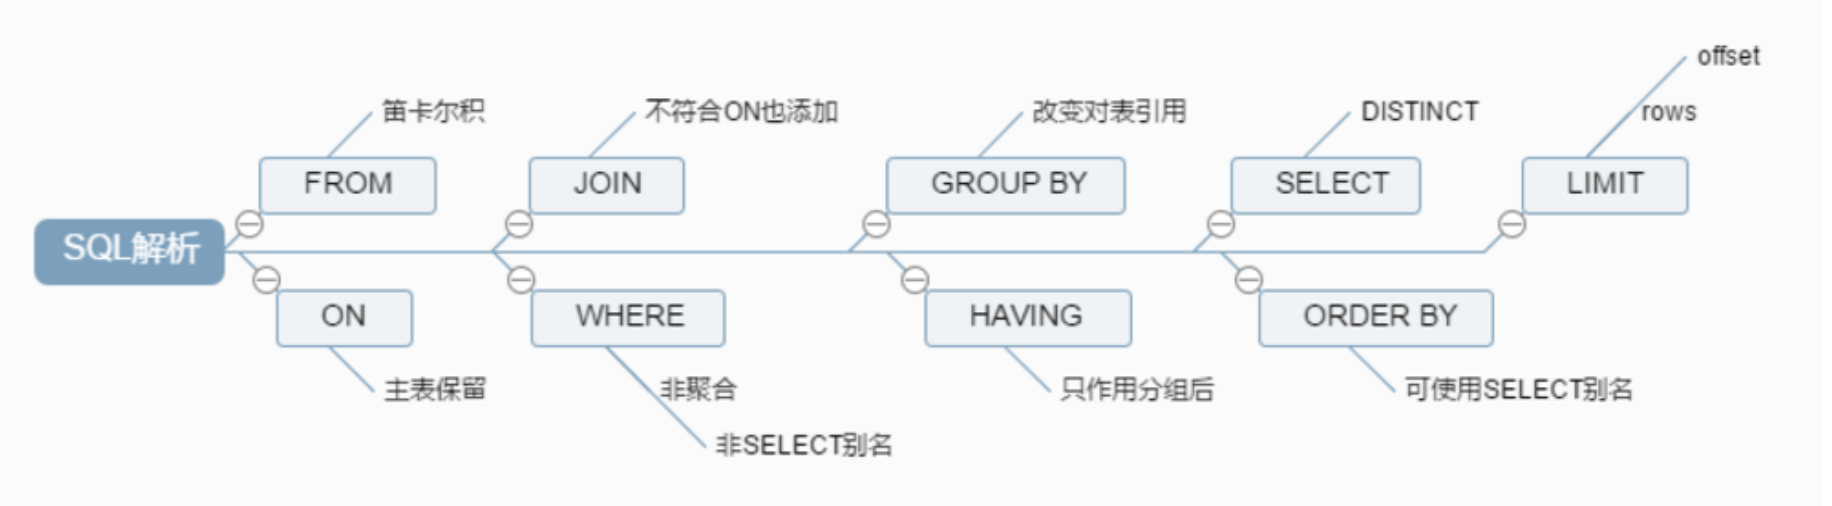 offset
笛卡尔积
不符合ON也添加
改变对表引用
DISTINCT
rows
FROM
JOIN
GROUP BY
SELECT
LIMIT
SQL解析
ON
WHERE
HAVING
ORDER BY
主表保留
非聚合
只作用分组后
可使用SELECT别名
非SELECT别名